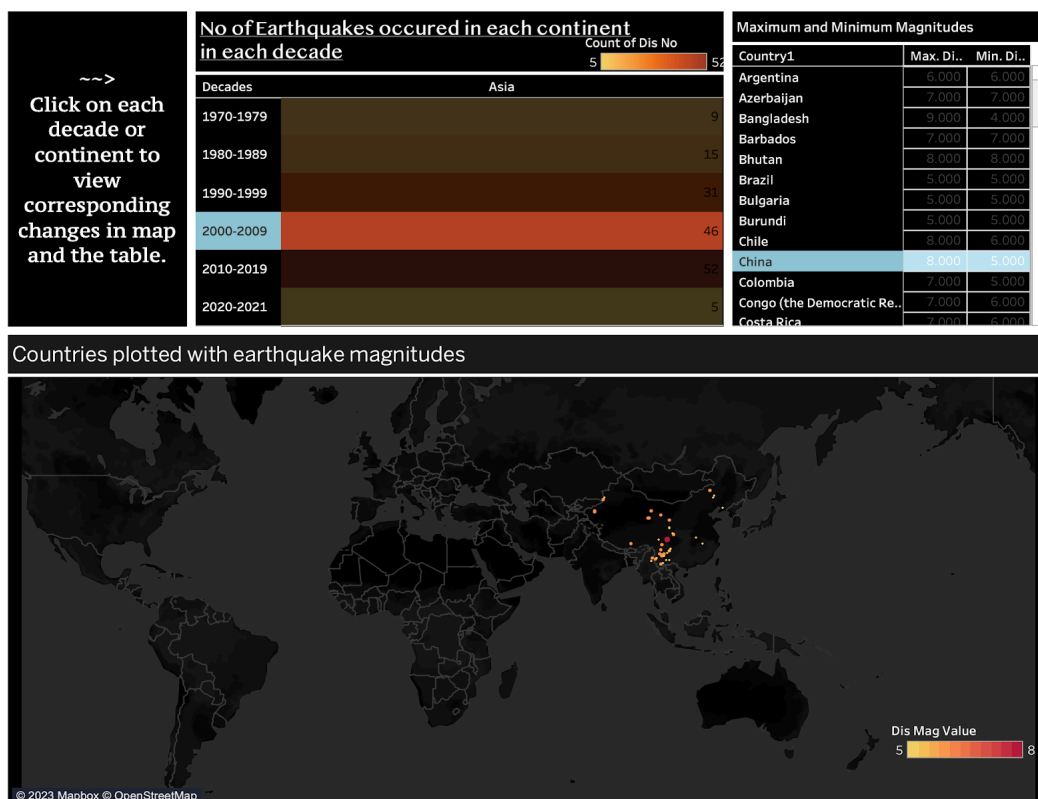 ~~>
Click on each
decade or
continent to
view
corresponding
changes in map
and the table.
No of Earthquakes occured in each continent
in each decade
Count of Dis No
5 52
Decades Asia
1970-1979 9
1980-1989 15
1990-1999 31
2000-2009 46
2010-2019 52
2020-2021 5
Maximum and Minimum Magnitudes
Country1 Max. Di.. Min. Di..
Argentina 6.000 6.000
Azerbaijan 7.000 7.000
Bangladesh 9.000 4.000
Barbados 7.000 7.000
Bhutan 8.000 8.000
Brazil 5.000 5.000
Bulgaria 5.000 5.000
Burundi 5.000 5.000
Chile 8.000 6.000
China 8.000 5.000
Colombia 7.000 5.000
Congo (the Democratic Re.. 7.000 6.000
Costa Rica 7.000 6.000
Countries plotted with earthquake magnitudes
Dis Mag Value
5 8
© 2023 Mapbox © OpenStreetMap